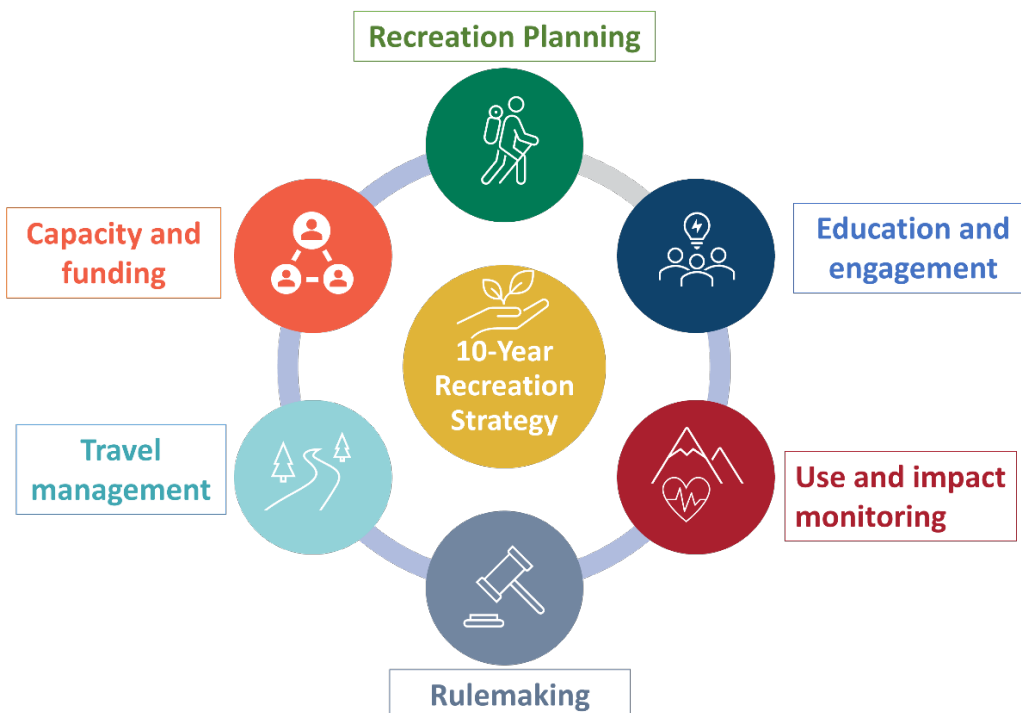 Recreation Planning
Capacity and
funding
Education and
engagement
10-Year
Recreation
Strategy
Travel
management
Use and impact
monitoring
Rulemaking